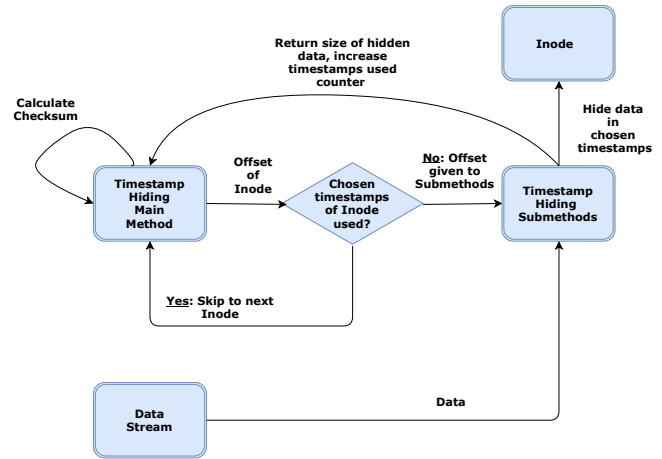 Return size of hidden
data, increase
timestamps used
counter
Inode
Calculate
Checksum
Hide data
in
chosen
timestamps
Timestamp
Hiding
Main
Method
Offset
of
Inode
Chosen
timestamps
of Inode
used?
No: Offset
given to
Submethods
Timestamp
Hiding
Submethods
Yes: Skip to next
Inode
Data
Stream
Data